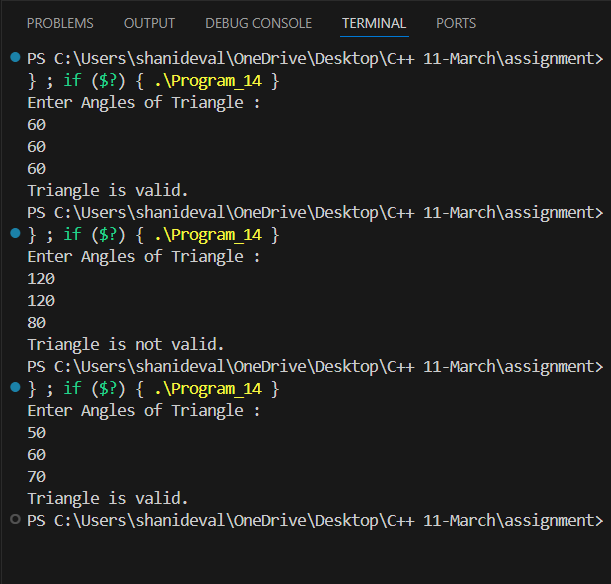 PROBLEMS OUTPUT DEBUG CONSOLE TERMINAL PORTS
PS C:\Users\shanideval\OneDrive\Desktop\C++ 11-March\assignment>
} ; if ($?) { .\Program_14 }
Enter Angles of Triangle :
60
60
60
Triangle is valid.
PS C:\Users\shanideval\OneDrive\Desktop\C++ 11-March\assignment>
} ; if ($?) { .\Program_14 }
Enter Angles of Triangle :
120
120
80
Triangle is not valid.
PS C:\Users\shanideval\OneDrive\Desktop\C++ 11-March\assignment>
} ; if ($?) { .\Program_14 }
Enter Angles of Triangle :
50
60
70
Triangle is valid.
PS C:\Users\shanideval\OneDrive\Desktop\C++ 11-March\assignment>